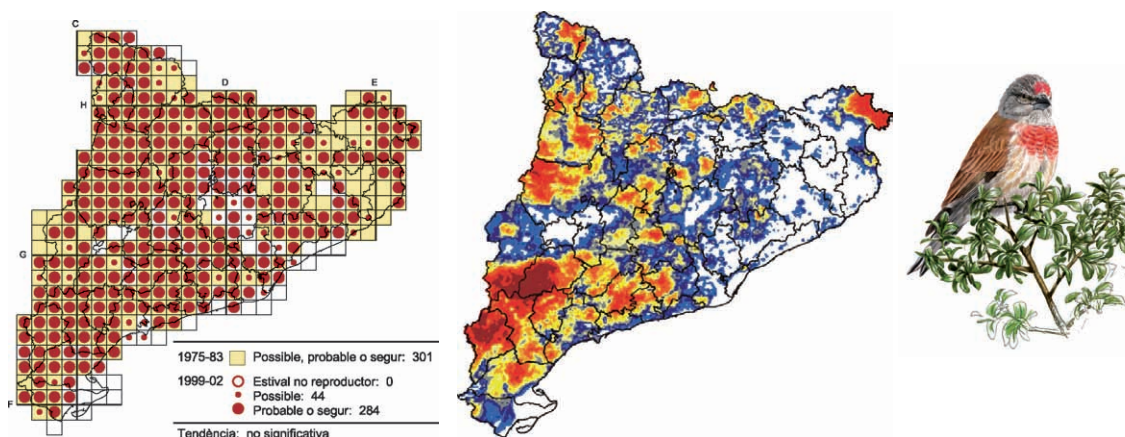 C
D
E
H
G
F
1975-83 Possible, probable o segur: 301
1999-02 Estival no reproductor: 0
Possible: 44
Probable o segur: 284
Tendència: no significativa